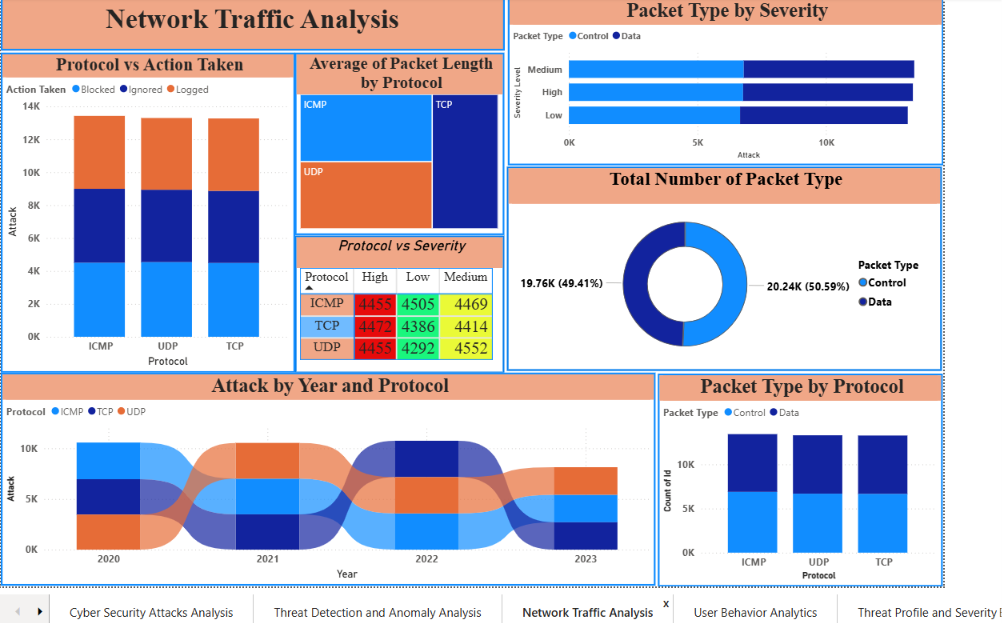 Network Traffic Analysis
Protocol vs Action Taken
Action Taken Blocked Ignored Logged
14K
12K
10K
8K
6K
4K
2K
0K
Attack
ICMP UDP TCP
Protocol
Average of Packet Length
by Protocol
ICMP
TCP
UDP
Protocol vs Severity
Protocol High Low Medium
ICMP 4455 4505 4469
TCP 4472 4386 4414
UDP 4455 4292 4552
Packet Type by Severity
Packet Type Control Data
Severity Level
Medium
High
Low
0K 5K 10K
Attack
Total Number of Packet Type
19.76K (49.41%)
20.24K (50.59%)
Packet Type
Control
Data
Attack by Year and Protocol
Protocol ICMP TCP UDP
10K
5K
0K
Attack
2020 2021 2022 2023
Year
Packet Type by Protocol
Packet Type Control Data
10K
5K
0K
Count of Id
ICMP UDP TCP
Protocol
Cyber Security Attacks Analysis
Threat Detection and Anomaly Analysis
Network Traffic Analysis x
User Behavior Analytics
Threat Profile and Severity